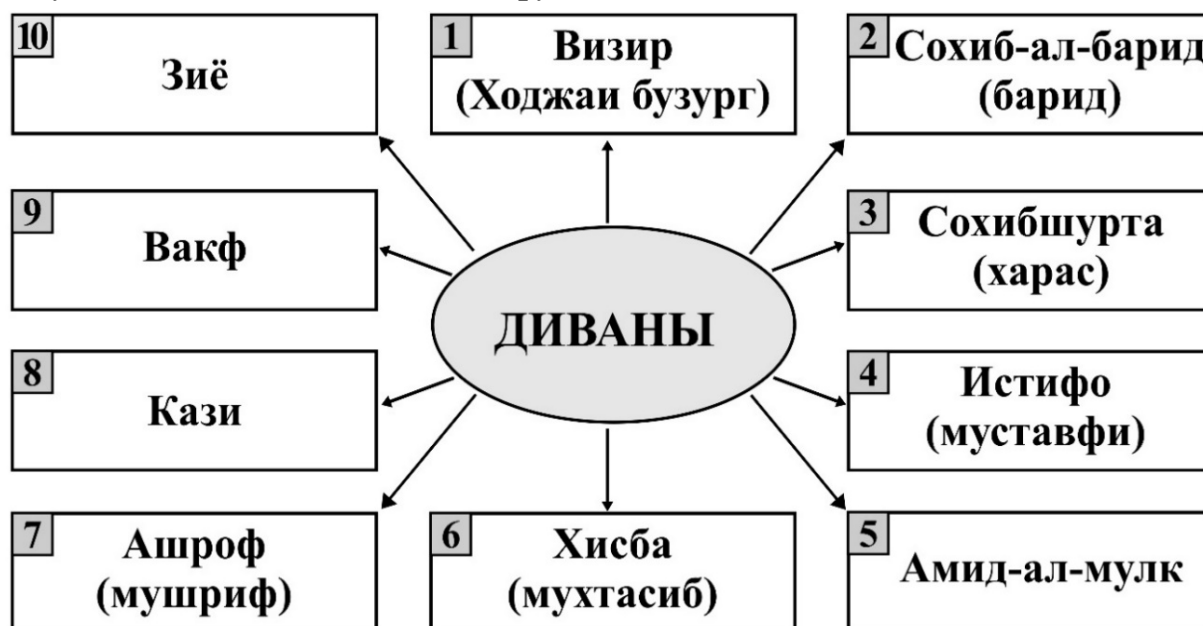 10
Зиё
1
Визир
(Ходжаи бузург)
2
Сохиб-ал-барид
(барид)
9
Вакф
3
Сохибшурта
(харас)
ДИВАНЫ
8
Кази
4
Истифо
(муставфи)
7
Ашроф
(мушриф)
6
Хисба
(мухтасиб)
5
Амид-ал-мулк